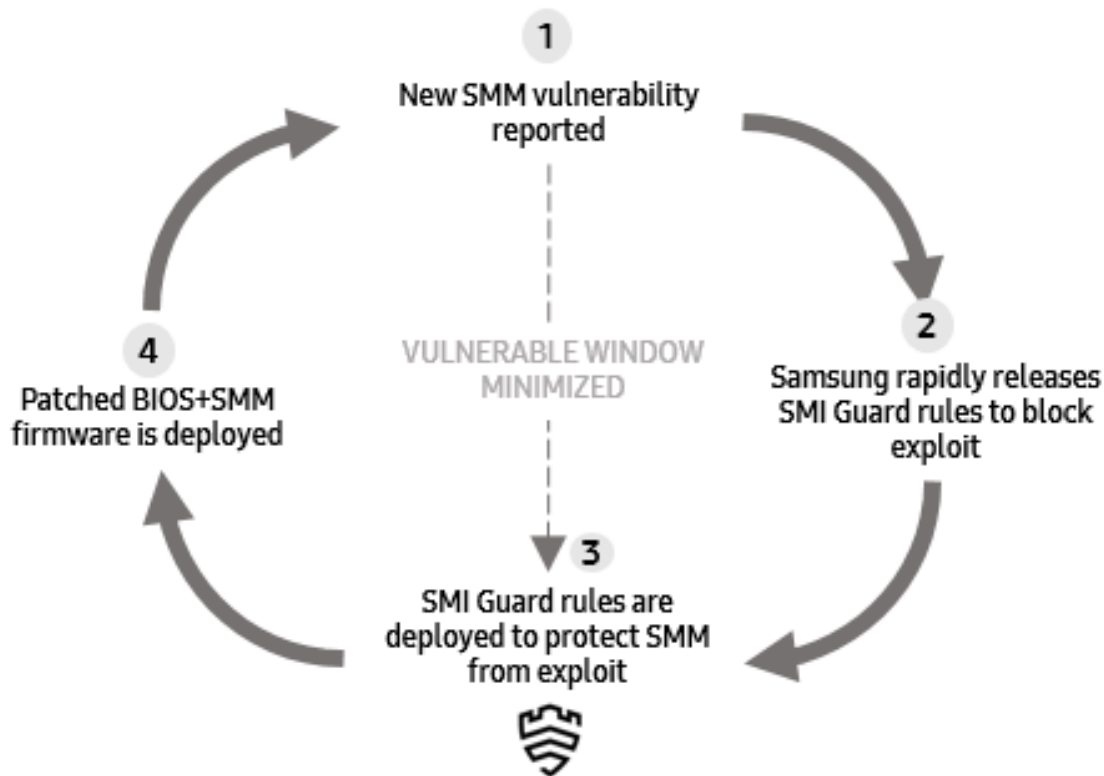 1
New SMM vulnerability
reported
2
Samsung rapidly releases
SMI Guard rules to block
exploit
VULNERABLE WINDOW
MINIMIZED
3
SMI Guard rules are
deployed to protect SMM
from exploit
4
Patched BIOS+SMM
firmware is deployed